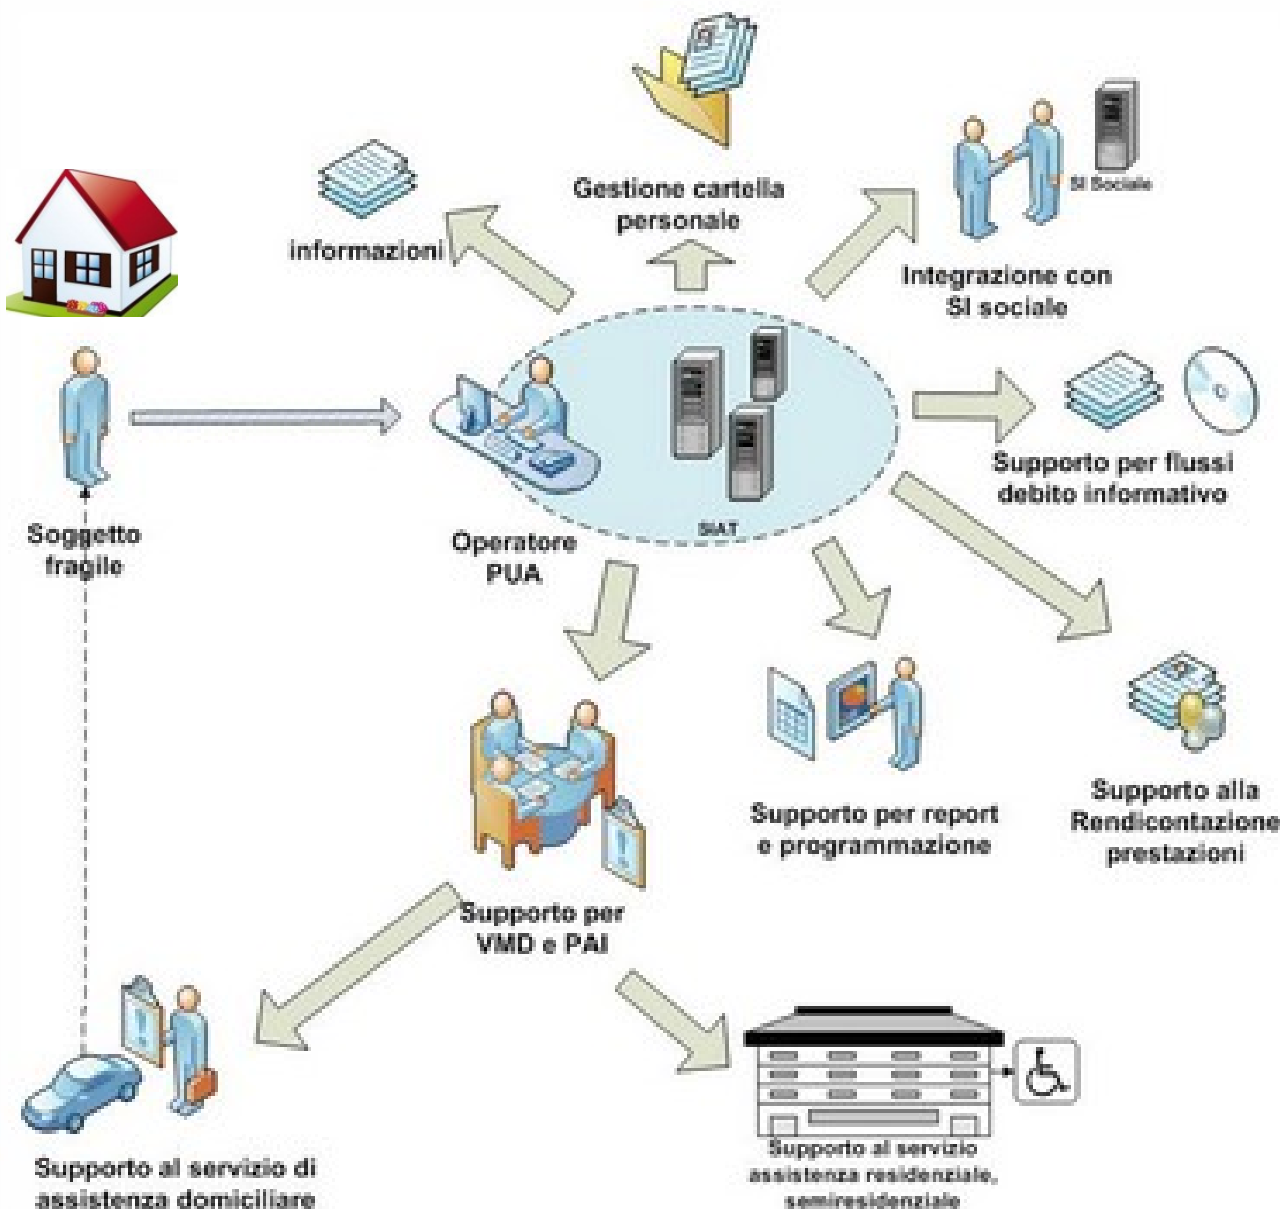 Gestione cartella
personale
SI Sociale
informazioni
Integrazione con
SI sociale
Supporto per flussi
debito informativo
Soggetto
fragile
Operatore
PUA
SIAT
Supporto per report
e programmazione
Supporto alla
Rendicontazione
prestazioni
Supporto per
VMD e PAI
Supporto al servizio di
assistenza domiciliare
Supporto al servizio
assistenza residenziale,
semiresidenziale